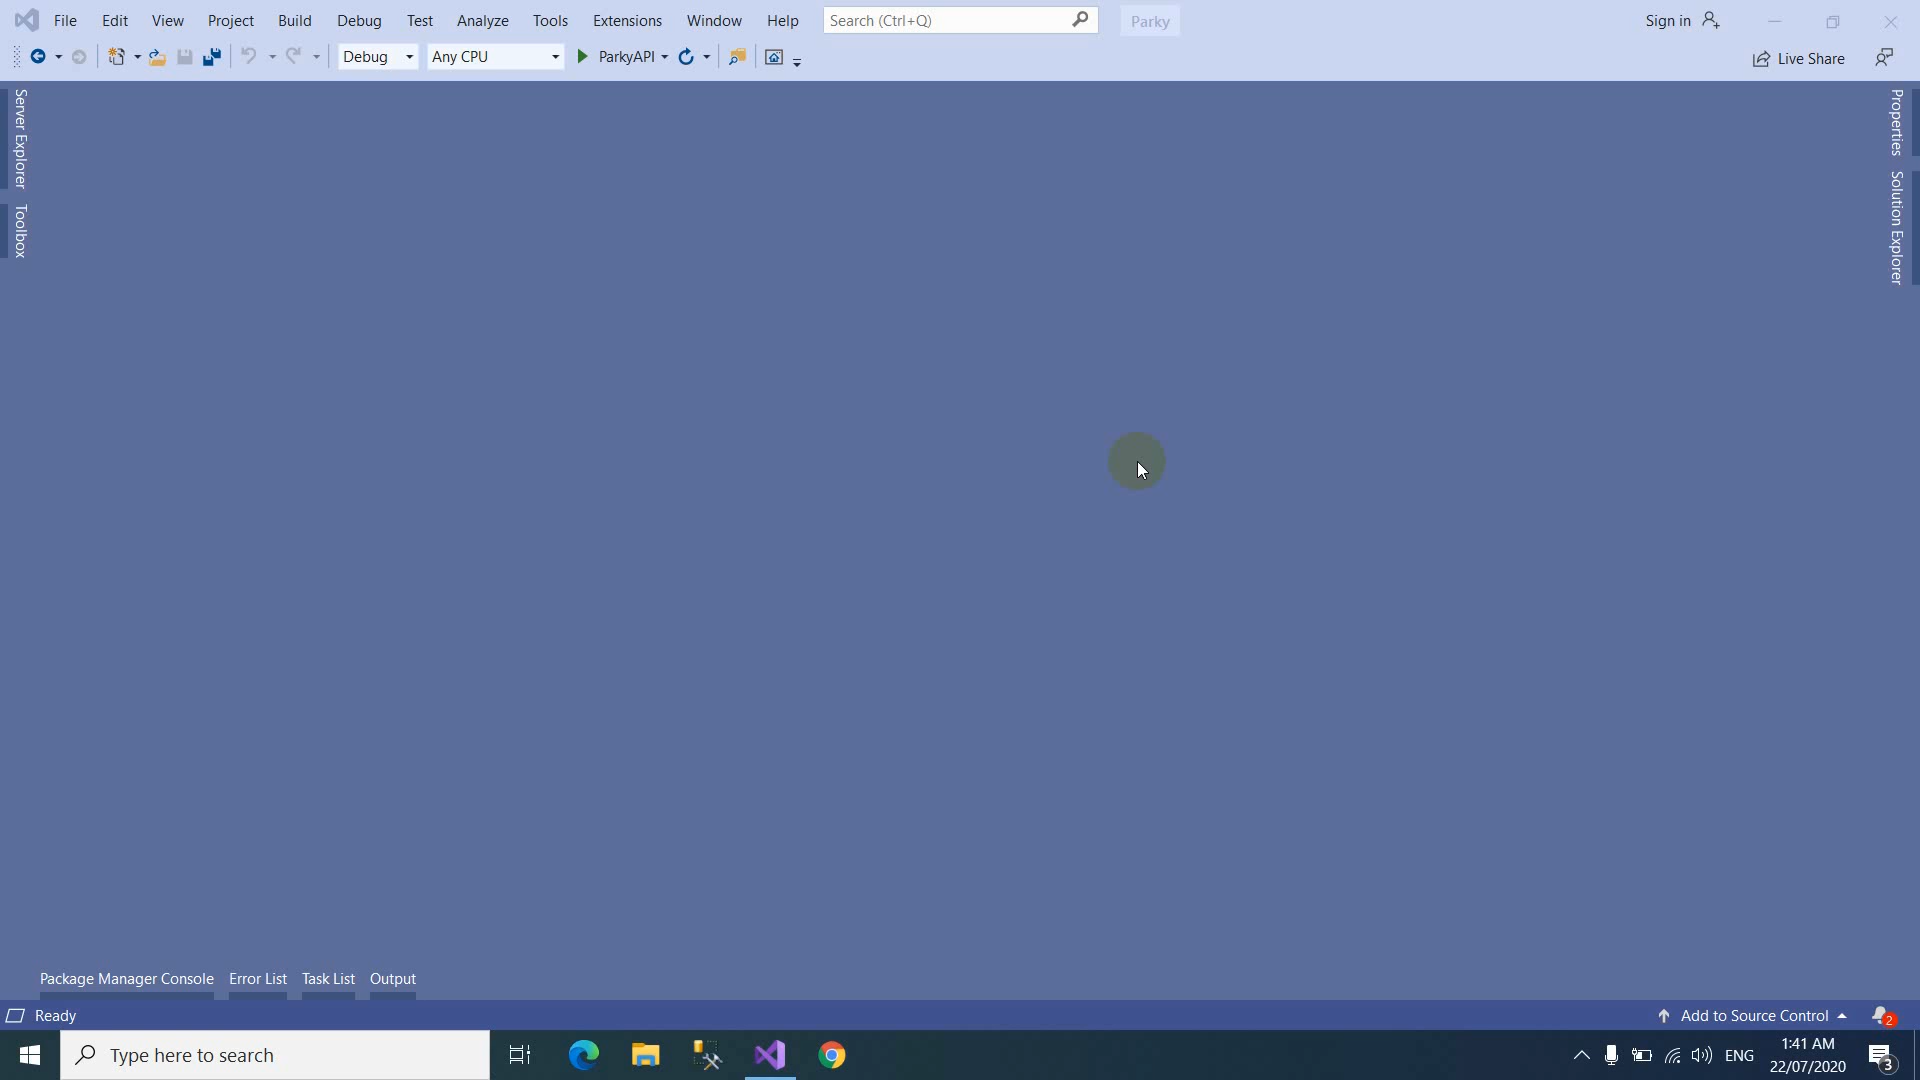 File Edit View Project Build Debug Test Analyze Tools Extensions Window Help Search (Ctrl+Q) Parky Sign in
Debug Any CPU ParkyAPI Live Share
Server Explorer
Toolbox
Properties
Solution Explorer
Package Manager Console Error List Task List Output
Ready Add to Source Control 2
Type here to search ENG 1:41 AM
22/07/2020 3